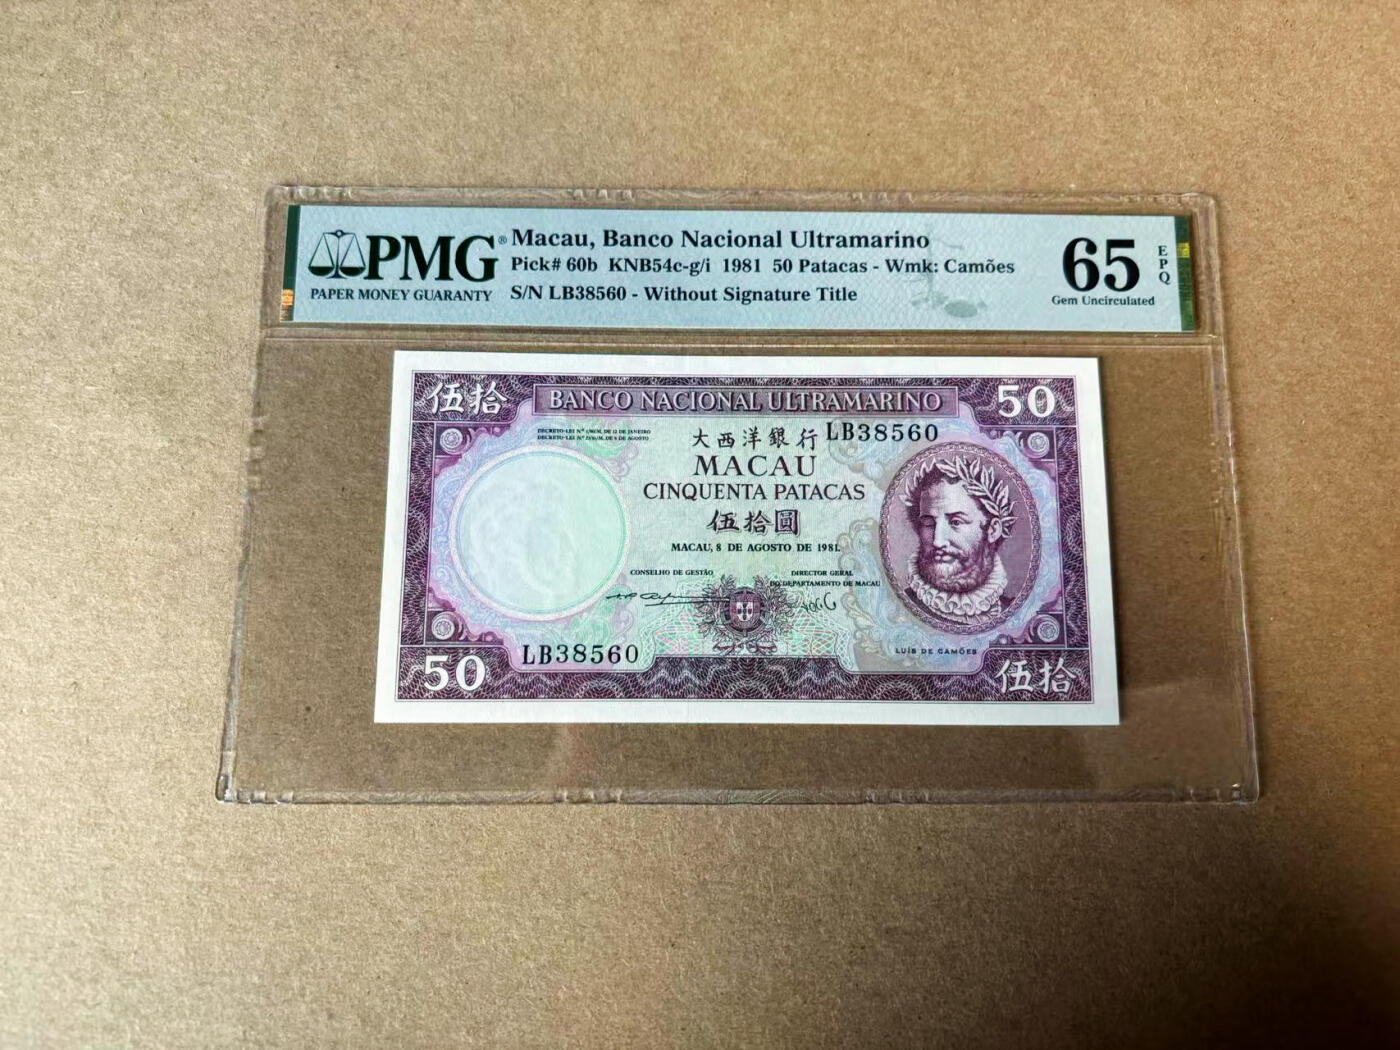 PMG®
PAPER MONEY GUARANTY
Macau, Banco Nacional Ultramarino
Pick# 60b KNB54c-g/i 1981 50 Patacas - Wmk: Camões
S/N LB38560 - Without Signature Title
65 EPQ
Gem Uncirculated
伍拾
BANCO NACIONAL ULTRAMARINO
50
DECRETO-LEI
大西洋銀行 LB38560
MACAU
CINQUENTA PATACAS
伍拾圓
MACAU, 8 DE AGOSTO DE 1981.
CONSELHO DE GESTÃO
DIRECTOR GERAL
DO DEPARTAMENTO DE MACAU
LUÍS DE CAMÕES
LB38560
50
伍拾